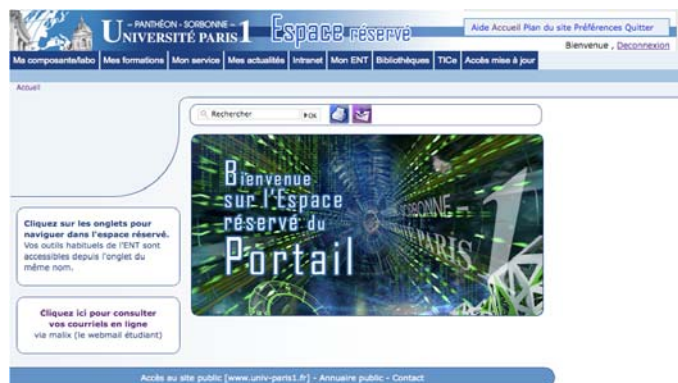 - PANTHÉON - SORBONNE -
UNIVERSITÉ PARIS 1
Espace réservé
Aide Accueil Plan du site Préférences Quitter
Bienvenue , Deconnexion
Ma composante/labo Mes formations Mon service Mes actualités Intranet Mon ENT Bibliothèques TICe Accès mise à jour
Accueil
Rechercher OK
Bienvenue
sur l'Espace
réservé du
Portail
SORBONNE -
PARIS 1
Cliquez sur les onglets pour
naviguer dans l'espace réservé.
Vos outils habituels de l'ENT sont
accessibles depuis l'onglet du
même nom.
Cliquez ici pour consulter
vos courriels en ligne
via malix (le webmail étudiant)
Accès au site public [www.univ-paris1.fr] - Annuaire public - Contact